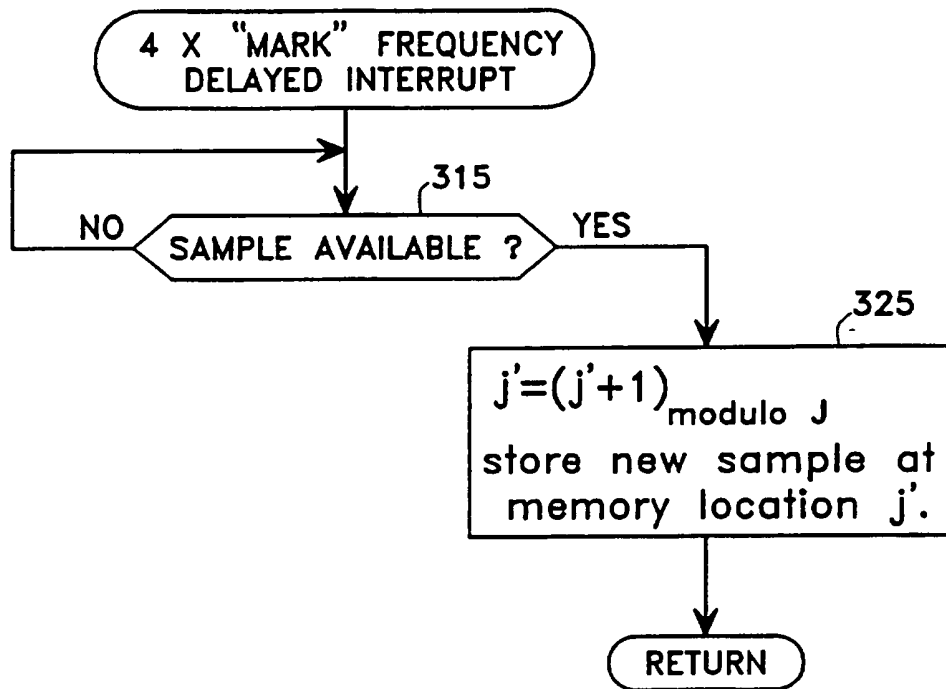 4 X "MARK" FREQUENCY
DELAYED INTERRUPT
315
NO
SAMPLE AVAILABLE ?
YES
325
j'=(j'+1)modulo J
store new sample at
memory location j'.
RETURN